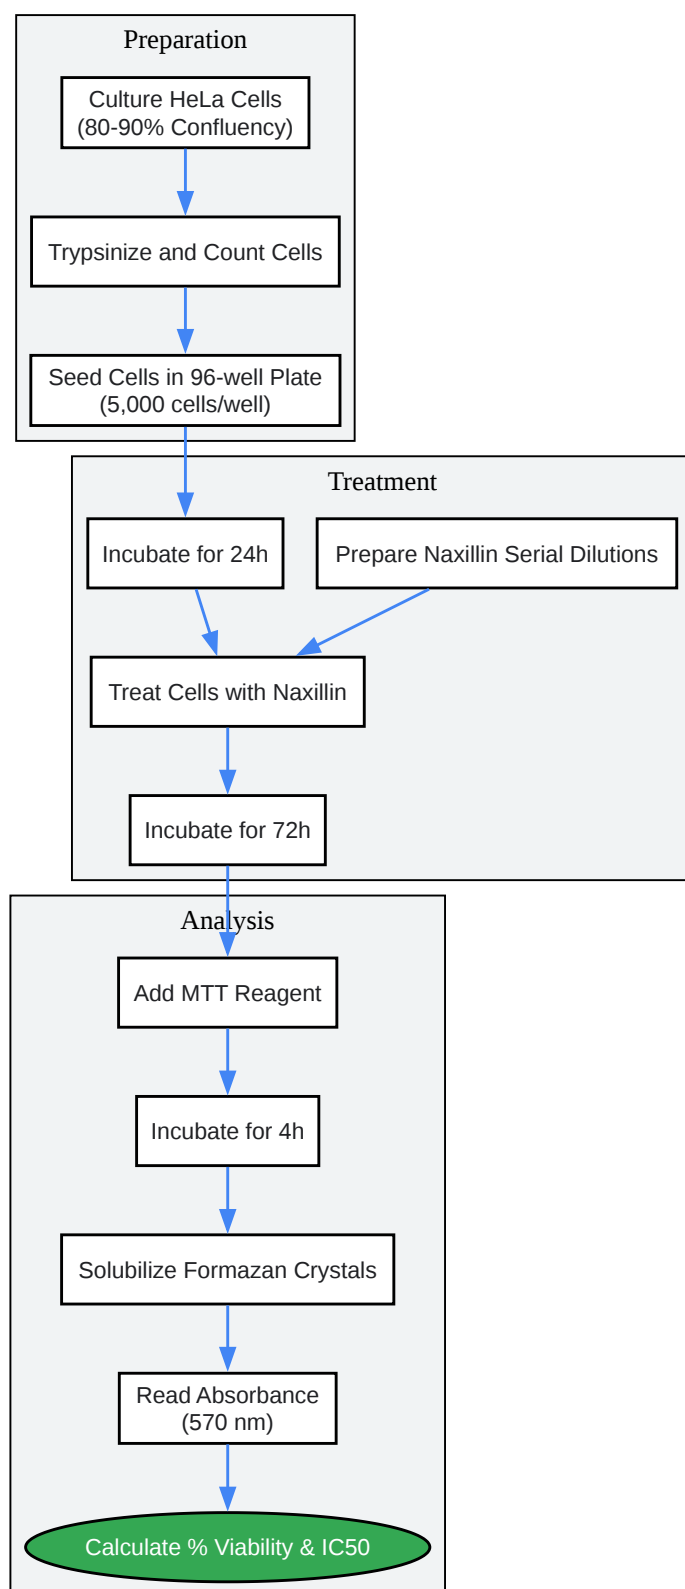 Preparation
Culture HeLa Cells
(80-90% Confluency)
Trypsinize and Count Cells
Seed Cells in 96-well Plate
(5,000 cells/well)
Treatment
Incubate for 24h
Prepare Naxillin Serial Dilutions
Treat Cells with Naxillin
Incubate for 72h
Analysis
Add MTT Reagent
Incubate for 4h
Solubilize Formazan Crystals
Read Absorbance
(570 nm)
Calculate % Viability & IC50